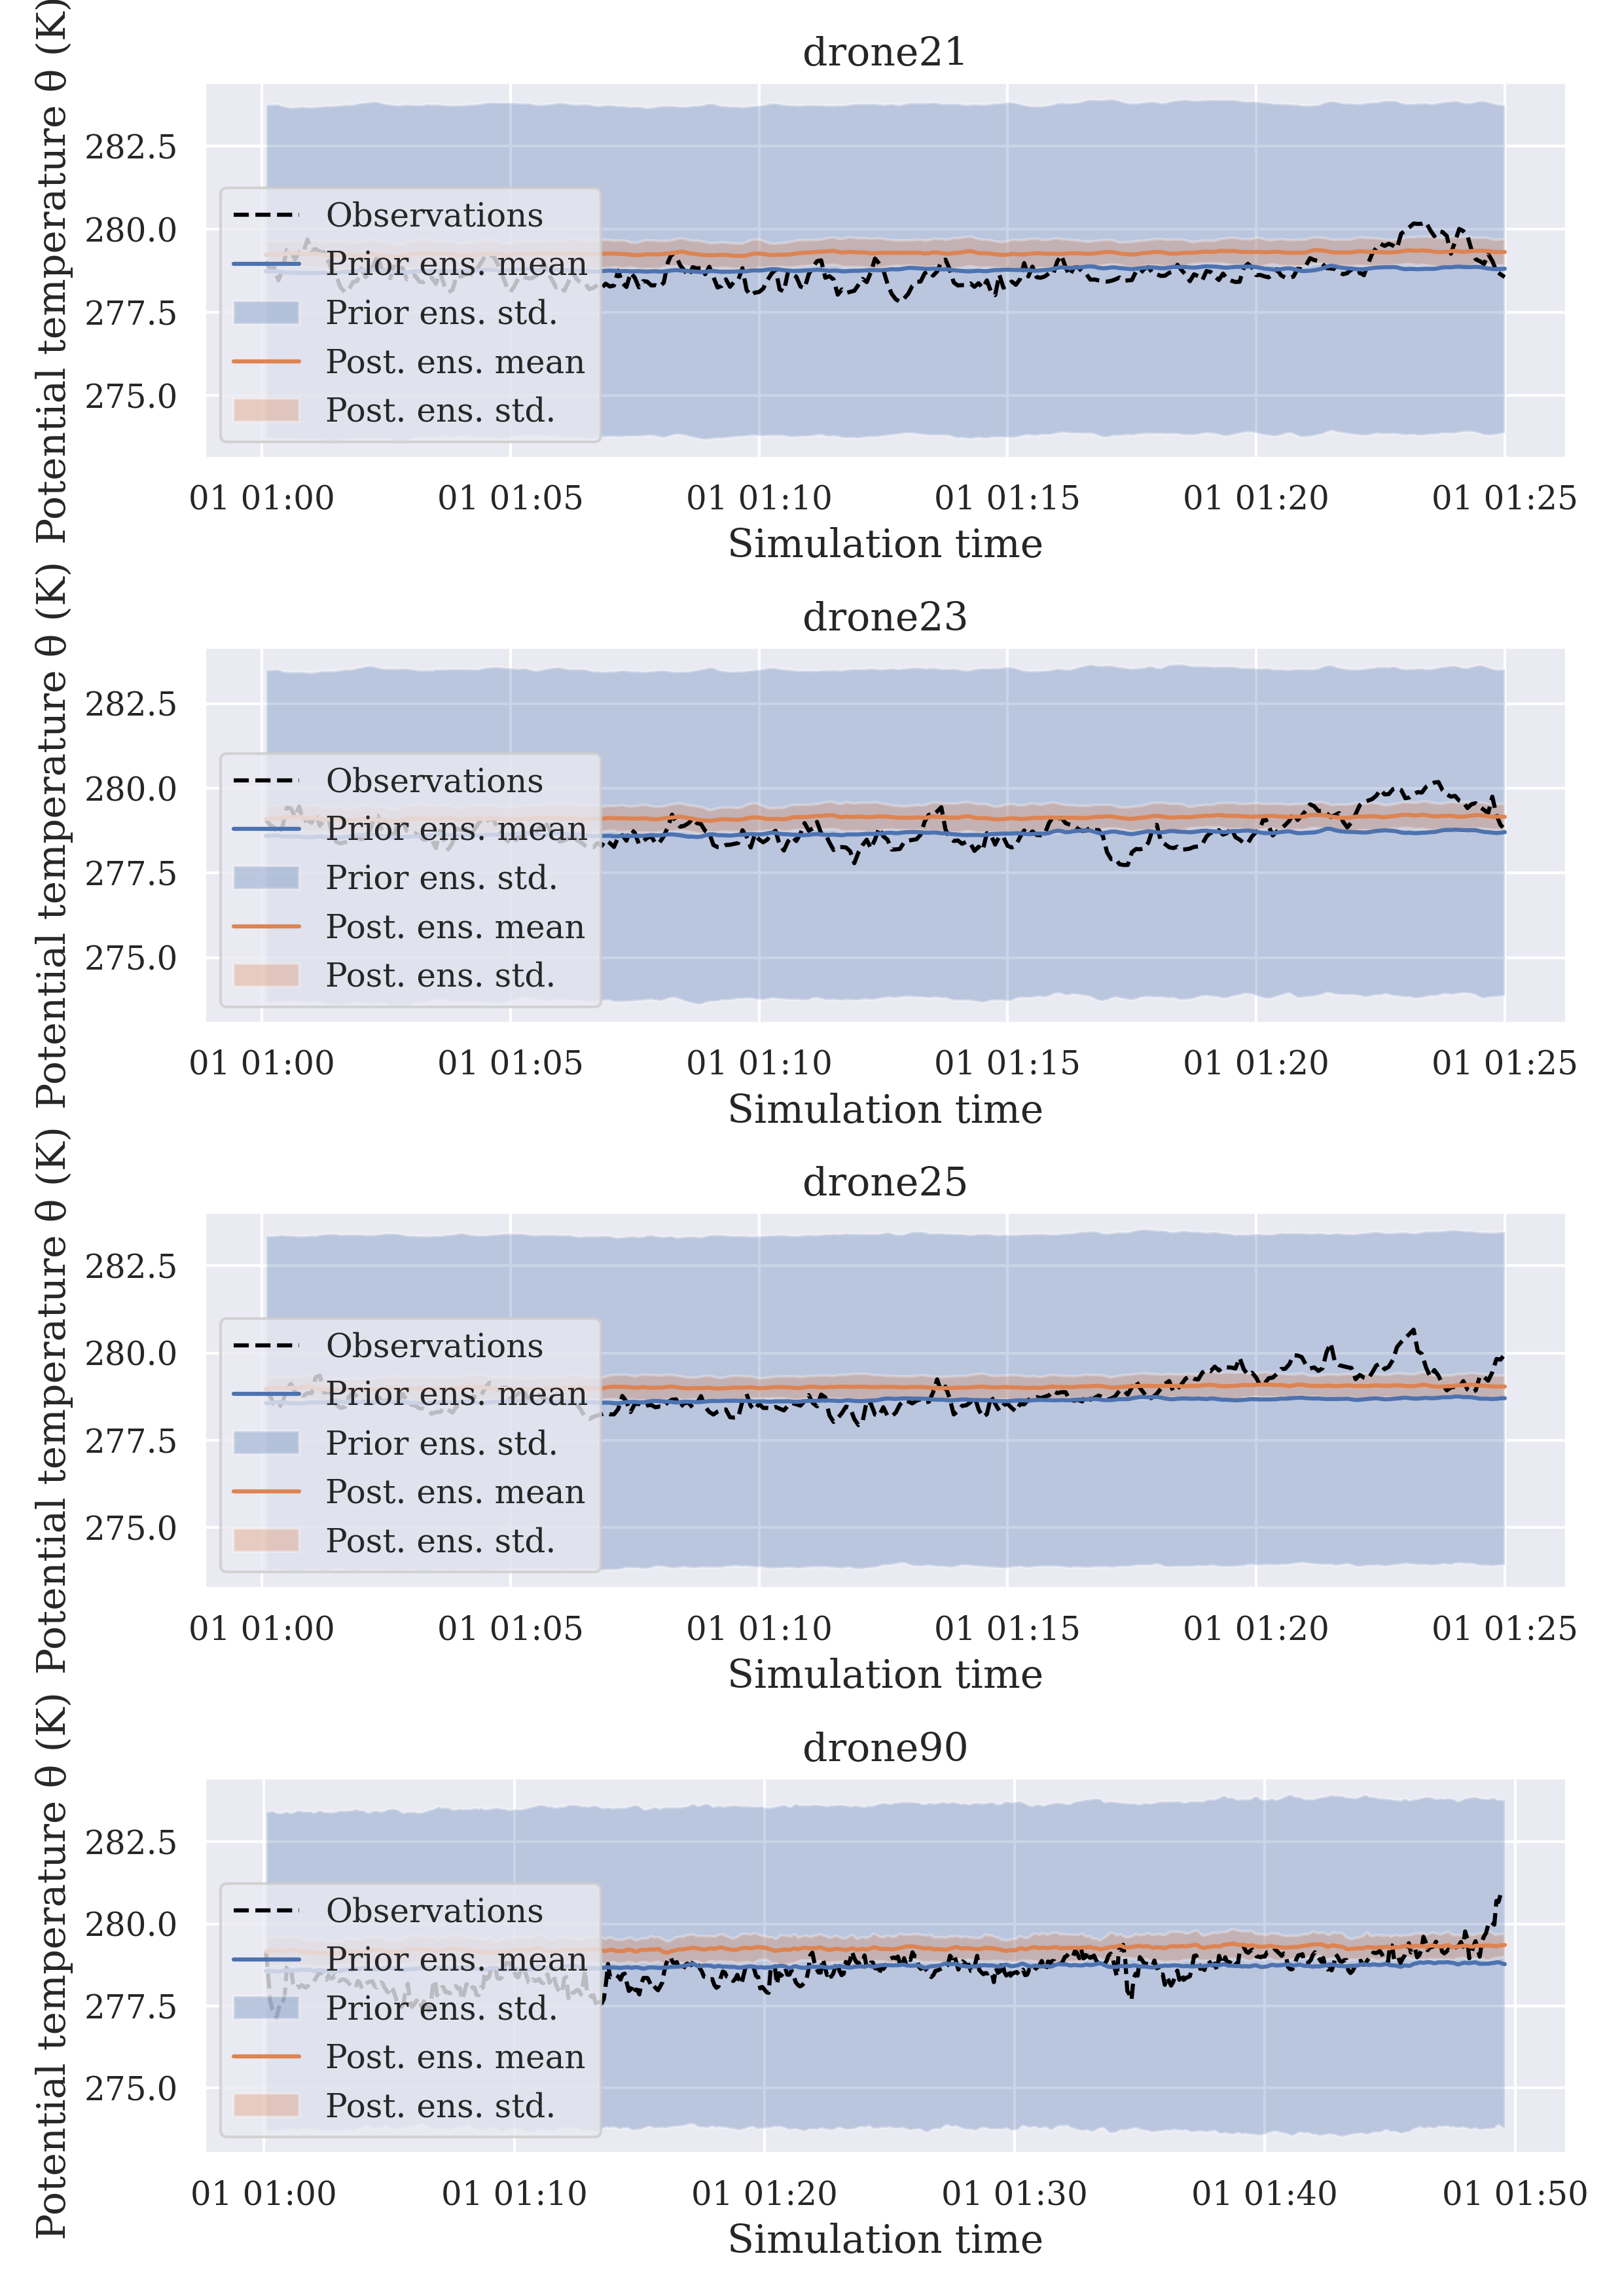 drone21
Potential temperature θ (K)
282.5
280.0
277.5
275.0
Observations
Prior ens. mean
Prior ens. std.
Post. ens. mean
Post. ens. std.
01 01:00 01 01:05 01 01:10 01 01:15 01 01:20 01 01:25
Simulation time
drone23
Potential temperature θ (K)
282.5
280.0
277.5
275.0
Observations
Prior ens. mean
Prior ens. std.
Post. ens. mean
Post. ens. std.
01 01:00 01 01:05 01 01:10 01 01:15 01 01:20 01 01:25
Simulation time
drone25
Potential temperature θ (K)
282.5
280.0
277.5
275.0
Observations
Prior ens. mean
Prior ens. std.
Post. ens. mean
Post. ens. std.
01 01:00 01 01:05 01 01:10 01 01:15 01 01:20 01 01:25
Simulation time
drone90
Potential temperature θ (K)
282.5
280.0
277.5
275.0
Observations
Prior ens. mean
Prior ens. std.
Post. ens. mean
Post. ens. std.
01 01:00 01 01:10 01 01:20 01 01:30 01 01:40 01 01:50
Simulation time